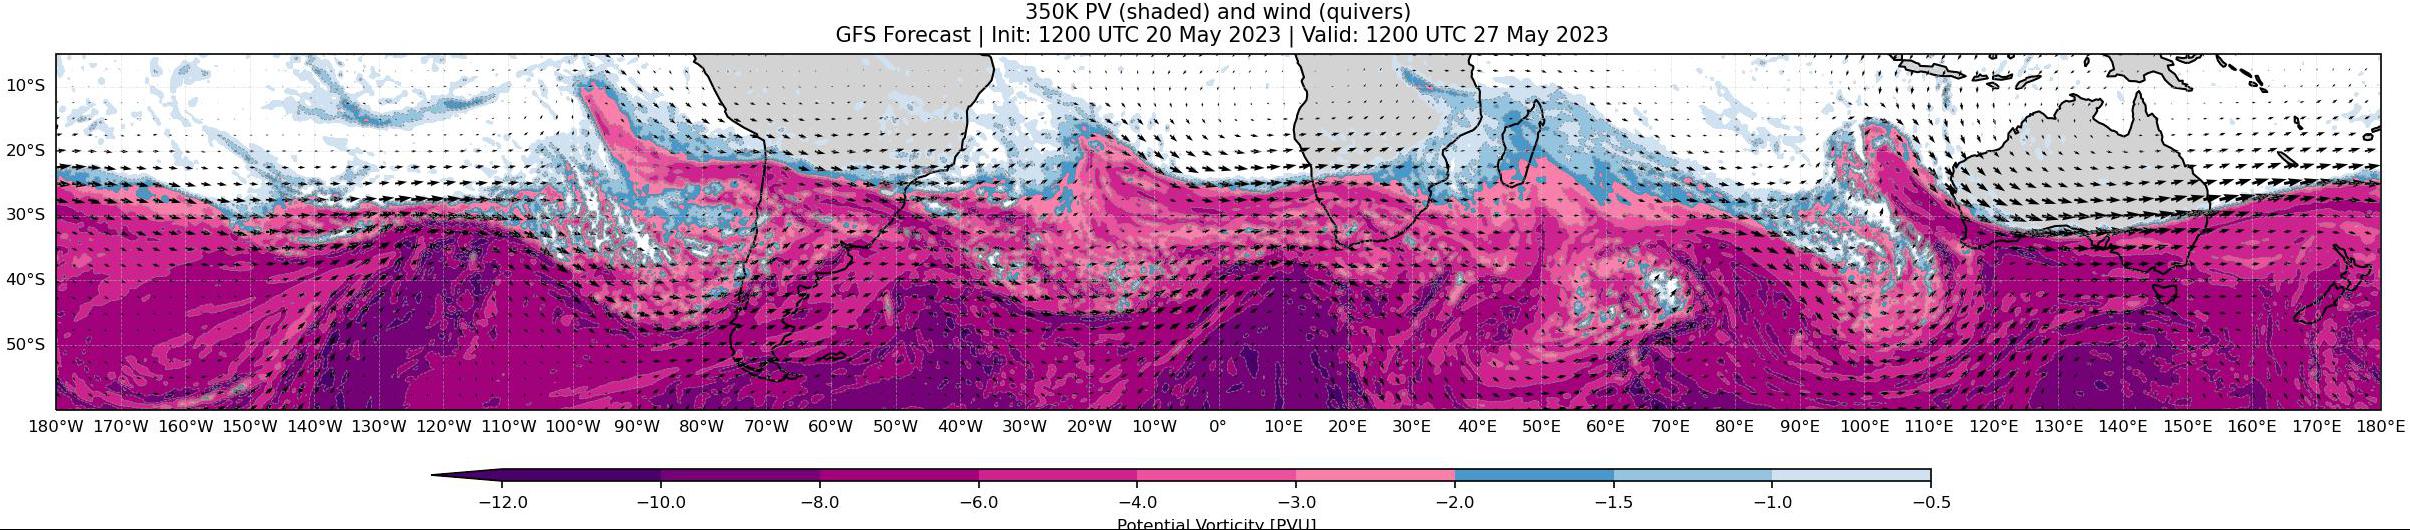 350K PV (shaded) and wind (quivers)
GFS Forecast | Init: 1200 UTC 20 May 2023 | Valid: 1200 UTC 27 May 2023
10°S
20°S
30°S
40°S
50°S
180°W 170°W 160°W 150°W 140°W 130°W 120°W 110°W 100°W 90°W 80°W 70°W 60°W 50°W 40°W 30°W 20°W 10°W 0° 10°E 20°E 30°E 40°E 50°E 60°E 70°E 80°E 90°E 100°E 110°E 120°E 130°E 140°E 150°E 160°E 170°E 180°E
−12.0 −10.0 −8.0 −6.0 −4.0 −3.0 −2.0 −1.5 −1.0 −0.5
Potential Vorticity [PVU]